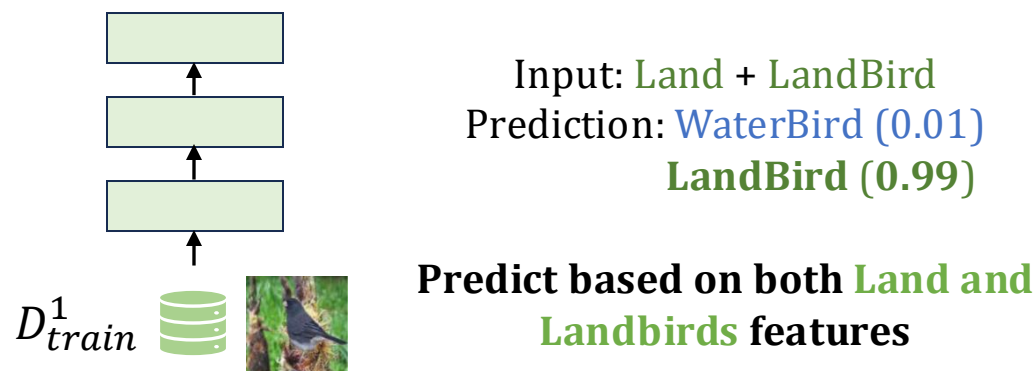 Input: Land + LandBird
Prediction: WaterBird (0.01)
LandBird (0.99)
Predict based on both Land and
Landbirds features
D¹train